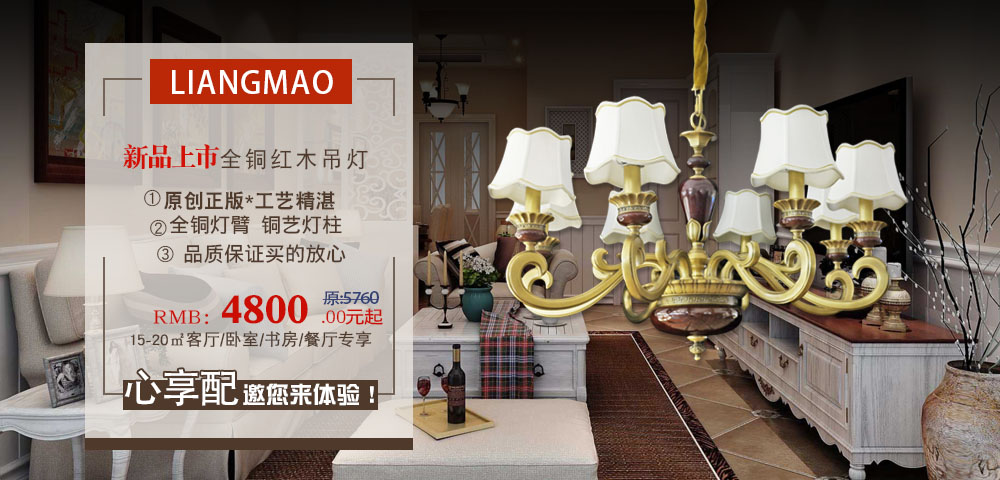 LIANGMAO
新品上市全铜红木吊灯
①原创正版*工艺精湛
②全铜灯臂 铜艺灯柱
③ 品质保证买的放心
原:5760
RMB: 4800.00元起
15-20㎡客厅/卧室/书房/餐厅专享
心享配邀您来体验!